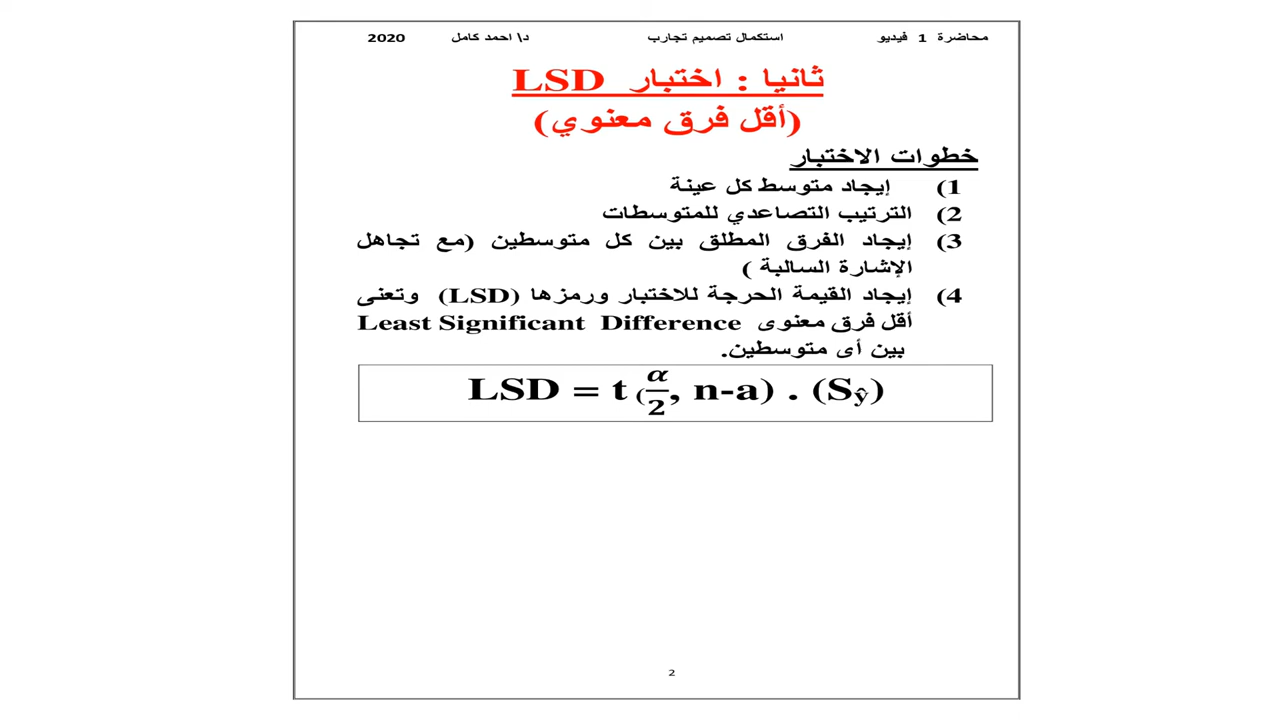 محاضرة 1 فيديو استكمال تصميم تجارب د\ احمد كامل 2020
ثانيا : اختبار LSD
(أقل فرق معنوي)
خطوات الاختبار
1) إيجاد متوسط كل عينة
2) الترتيب التصاعدي للمتوسطات
3) إيجاد الفرق المطلق بين كل متوسطين (مع تجاهل
الإشارة السالبة )
4) إيجاد القيمة الحرجة للاختبار ورمزها (LSD) وتعنى
أقل فرق معنوى Least Significant Difference
بين أى متوسطين.
LSD = t (α/2, n-a) . (Sŷ)
2